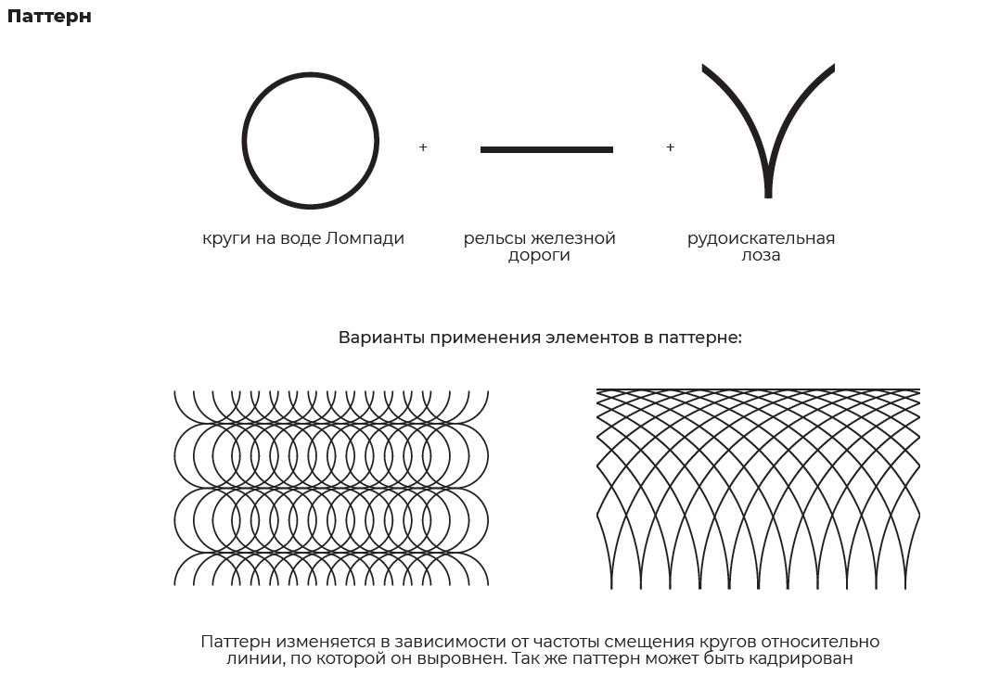 Паттерн
+
+
круги на воде Ломпади
рельсы железной
дороги
рудоискательная
лоза
Варианты применения элементов в паттерне:
Паттерн изменяется в зависимости от частоты смещения кругов относительно
линии, по которой он выровнен. Так же паттерн может быть кадрирован